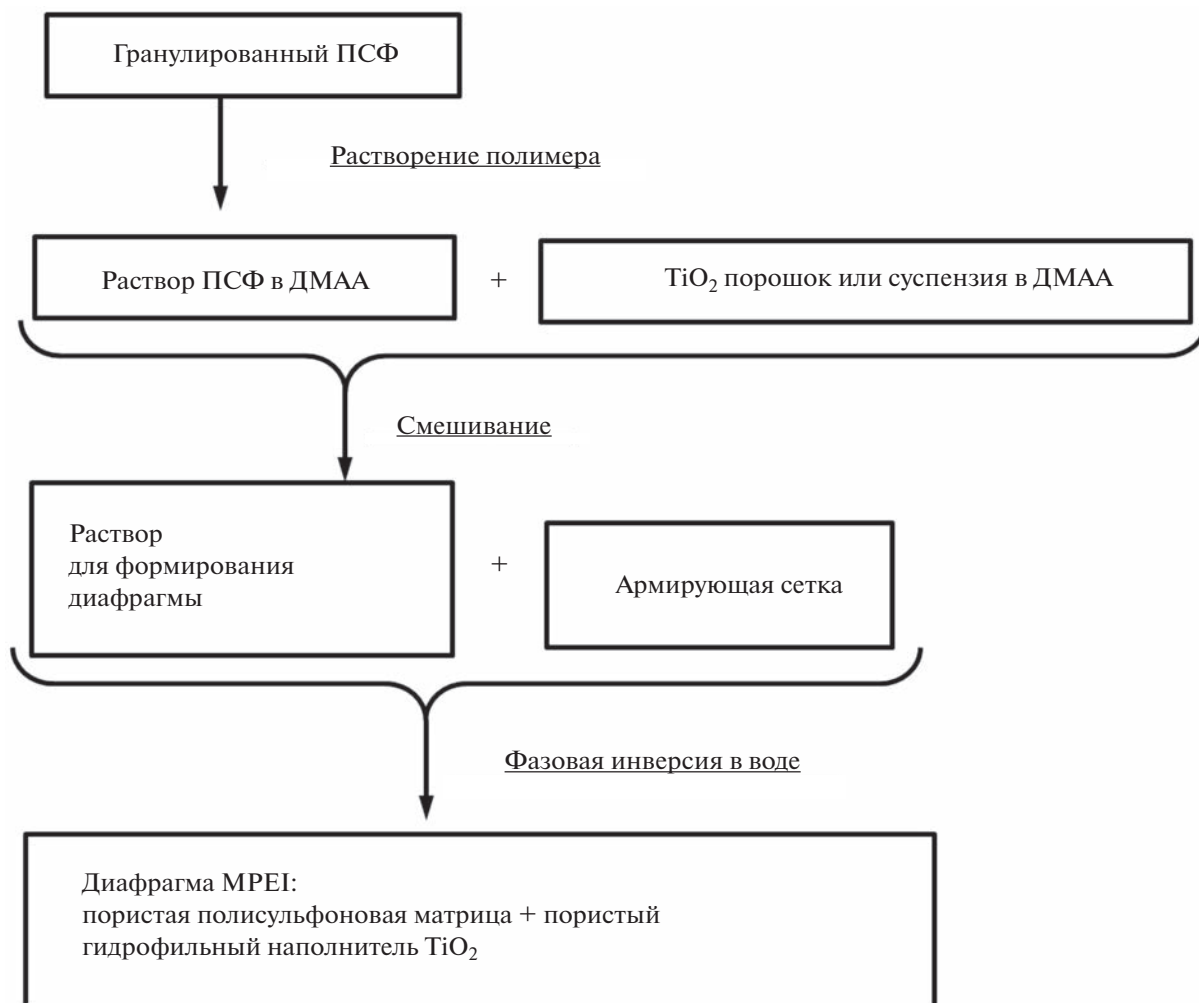 Гранулированный ПСФ
Растворение полимера
Раствор ПСФ в ДМАА
+
TiO₂ порошок или суспензия в ДМАА
Смешивание
Раствор
для формирования
диафрагмы
+
Армирующая сетка
Фазовая инверсия в воде
Диафрагма MPEI:
пористая полисульфоновая матрица + пористый
гидрофильный наполнитель TiO₂